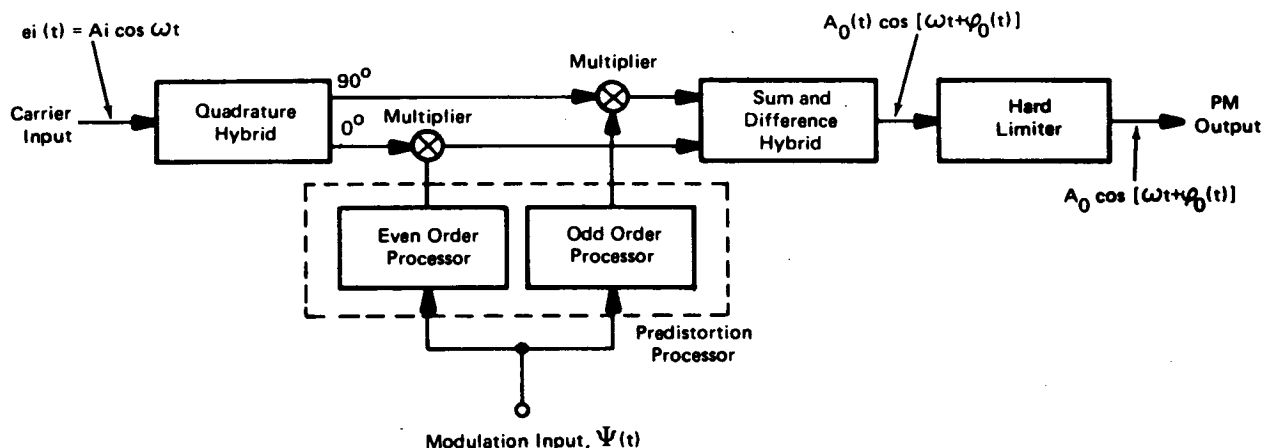 ei (t) = Ai cos ωt
A₀(t) cos [ωt+φ₀(t)]
Carrier
Input
Quadrature
Hybrid
90°
0°
Multiplier
Multiplier
Sum and
Difference
Hybrid
Hard
Limiter
PM
Output
A₀ cos [ωt+φ₀(t)]
Even Order
Processor
Odd Order
Processor
Predistortion
Processor
Modulation Input, Ψ(t)